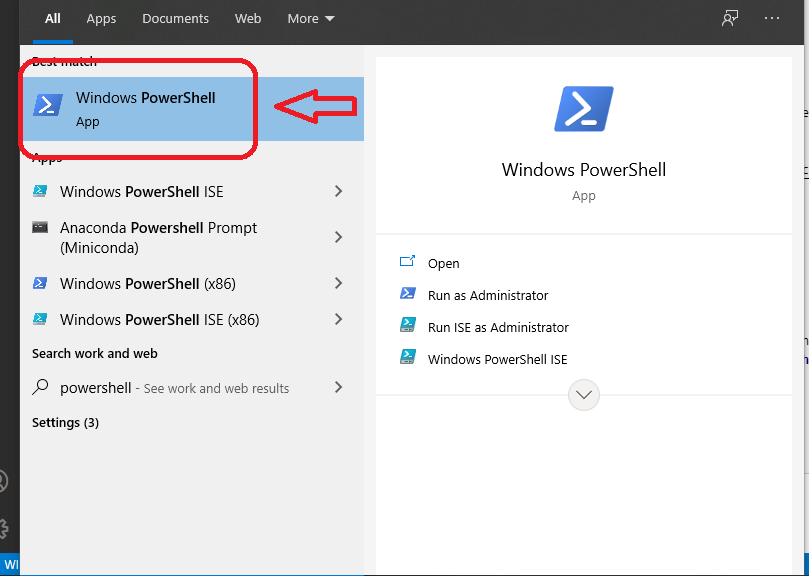 All Apps Documents Web More
Best match
Windows PowerShell
App
Apps
Windows PowerShell ISE
Anaconda Powershell Prompt
(Miniconda)
Windows PowerShell (x86)
Windows PowerShell ISE (x86)
Search work and web
powershell - See work and web results
Settings (3)
Windows PowerShell
App
Open
Run as Administrator
Run ISE as Administrator
Windows PowerShell ISE